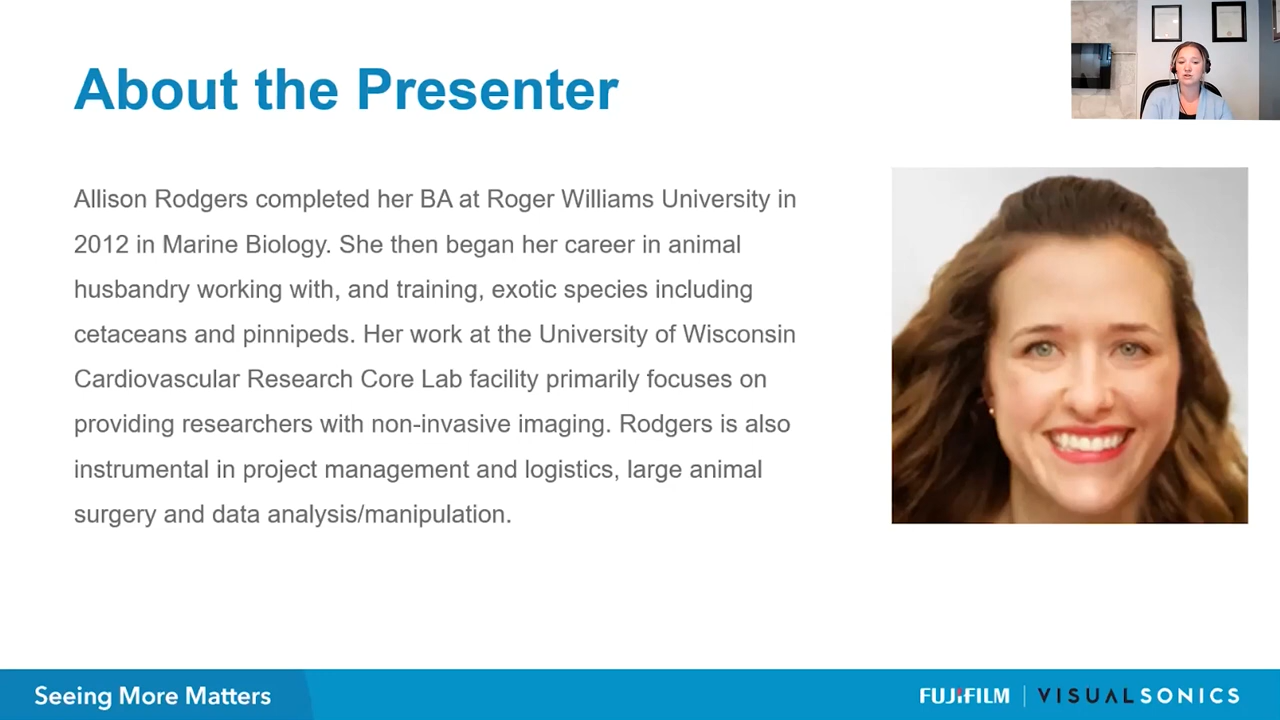 About the Presenter
Allison Rodgers completed her BA at Roger Williams University in
2012 in Marine Biology. She then began her career in animal
husbandry working with, and training, exotic species including
cetaceans and pinnipeds. Her work at the University of Wisconsin
Cardiovascular Research Core Lab facility primarily focuses on
providing researchers with non-invasive imaging. Rodgers is also
instrumental in project management and logistics, large animal
surgery and data analysis/manipulation.
Seeing More Matters
FUJIFILM | VISUALSONICS